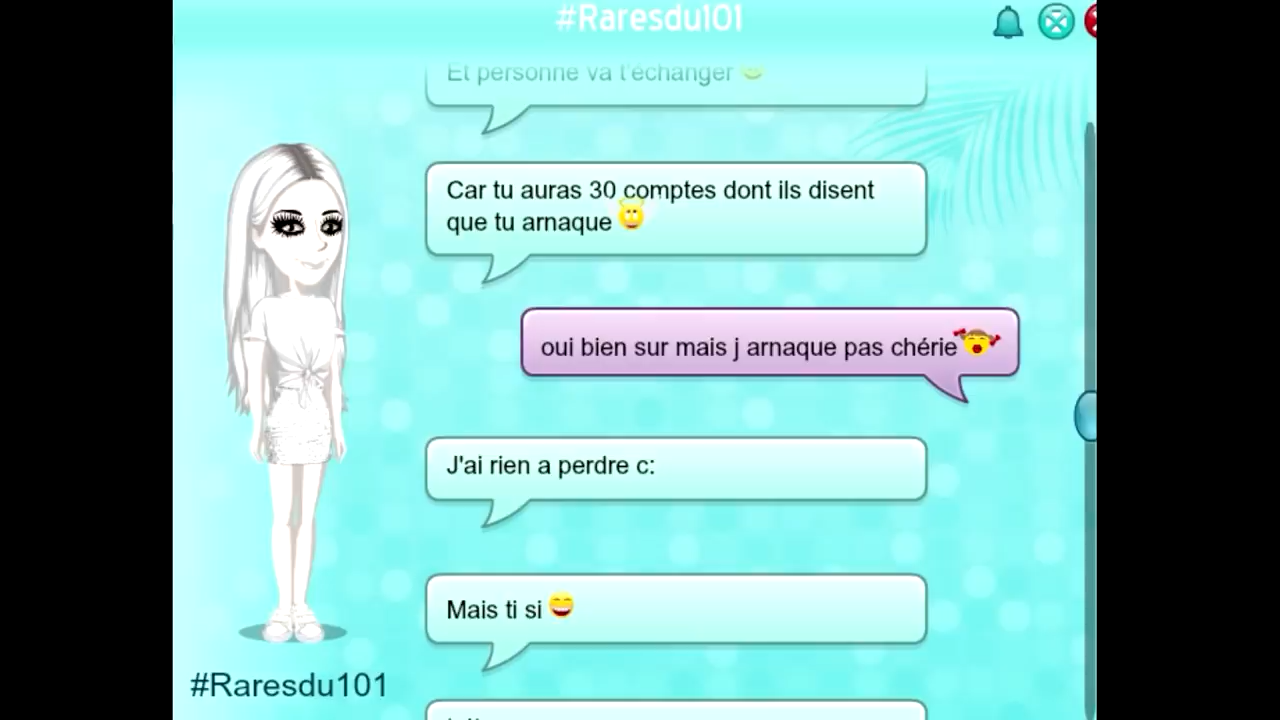 #Raresdu101
Et personne va t'échanger
Car tu auras 30 comptes dont ils disent
que tu arnaque
oui bien sur mais j arnaque pas chérie
J'ai rien a perdre c:
Mais ti si
#Raresdu101